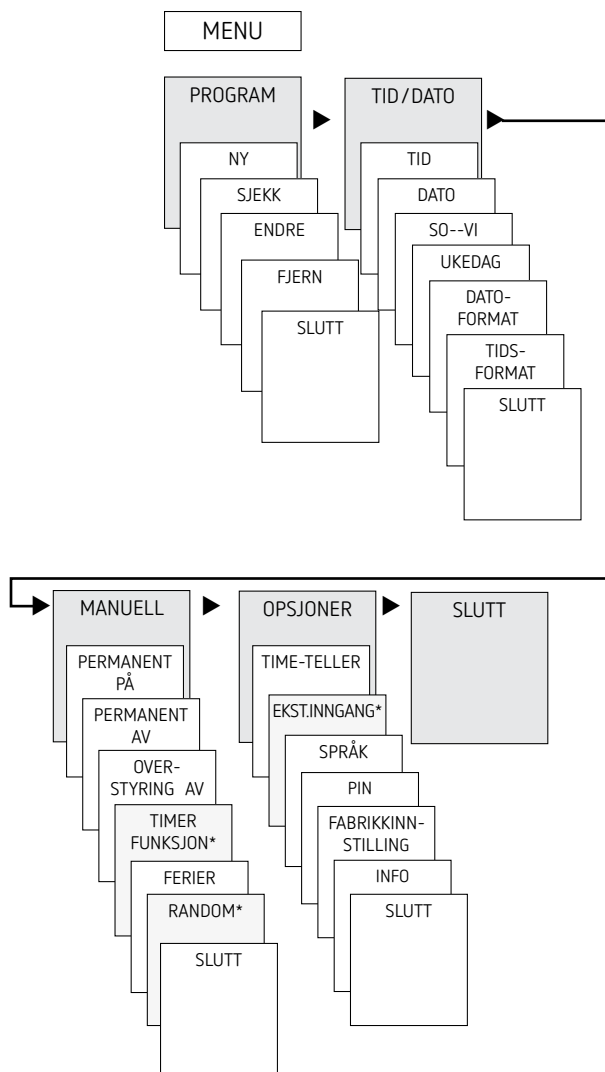 MENU
PROGRAM
NY
SJEKK
ENDRE
FJERN
SLUTT
TID/DATO
TID
DATO
SO--VI
UKEDAG
DATO-
FORMAT
TIDS-
FORMAT
SLUTT
MANUELL
PERMANENT
PÅ
PERMANENT
AV
OVER-
STYRING AV
TIMER
FUNKSJON*
FERIER
RANDOM*
SLUTT
OPSJONER
TIME-TELLER
EKST.INNGANG*
SPRÅK
PIN
FABRIKKINN-
STILLING
INFO
SLUTT
SLUTT